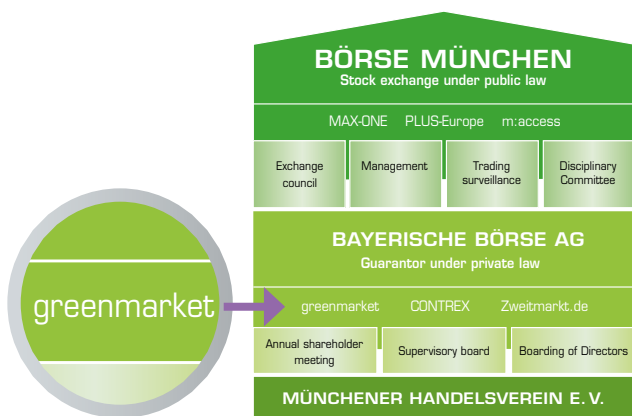 BÖRSE MÜNCHEN
Stock exchange under public law
MAX-ONE PLUS-Europe m:access
Exchange
council
Management
Trading
surveillance
Disciplinary
Committee
BAYERISCHE BÖRSE AG
Guarantor under private law
greenmarket
greenmarket CONTREX Zweitmarkt.de
Annual shareholder
meeting
Supervisory board
Boarding of Directors
MÜNCHENER HANDELSVEREIN E. V.